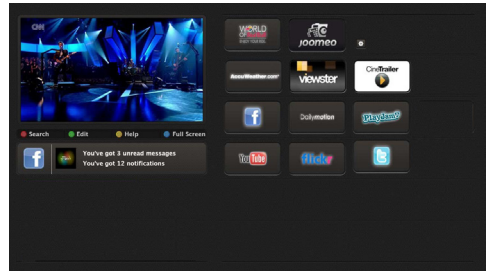 CNN
Search
Edit
Help
Full Screen
You've got 3 unread messages
You've got 12 notifications
WORLD
joomeo
AccuWeather.com
viewster
CineTrailer
f
Dailymotion
Playjam
YouTube
flickr
t